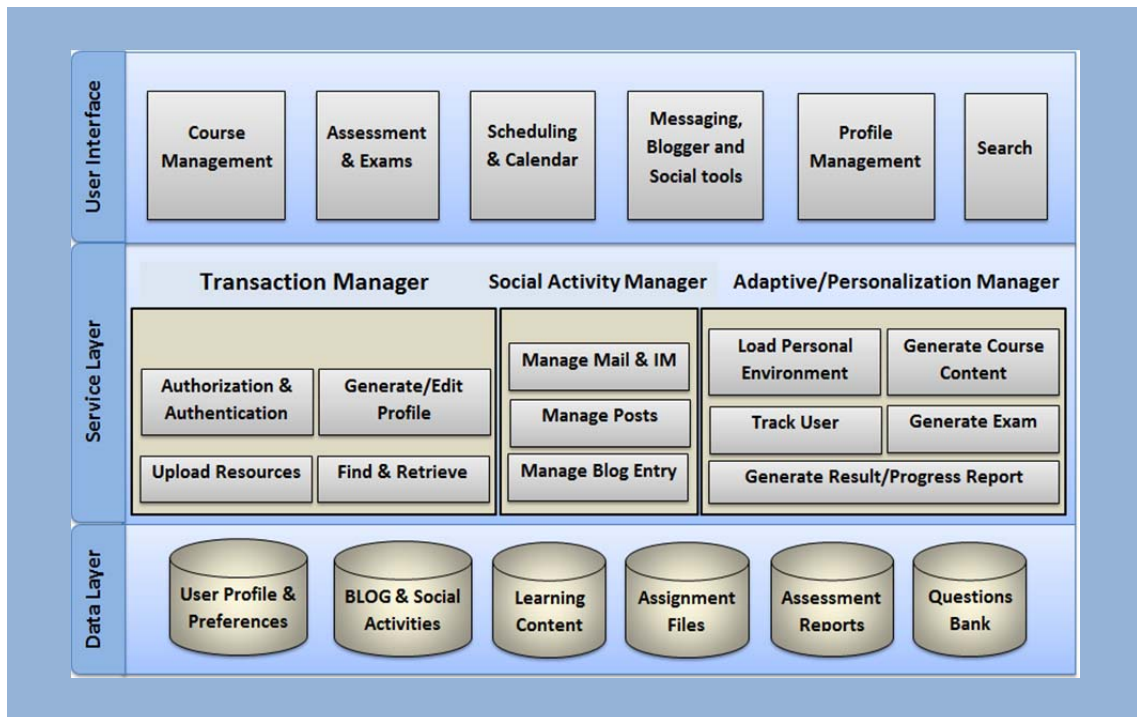 User Interface
Course
Management
Assessment
& Exams
Scheduling
& Calendar
Messaging,
Blogger and
Social tools
Profile
Management
Search
Service Layer
Transaction Manager
Authorization &
Authentication
Generate/Edit
Profile
Upload Resources
Find & Retrieve
Social Activity Manager
Manage Mail & IM
Manage Posts
Manage Blog Entry
Adaptive/Personalization Manager
Load Personal
Environment
Generate Course
Content
Track User
Generate Exam
Generate Result/Progress Report
Data Layer
User Profile &
Preferences
BLOG & Social
Activities
Learning
Content
Assignment
Files
Assessment
Reports
Questions
Bank